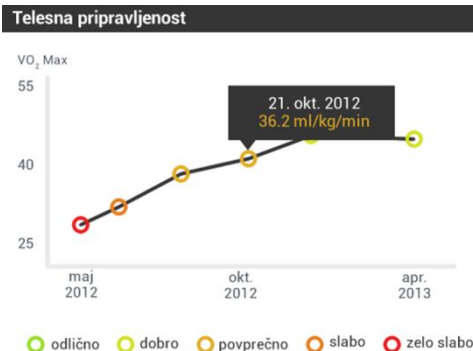 Telesna pripravljenost
VO₂ Max
55
40
25
21. okt. 2012
36.2 ml/kg/min
maj
2012
okt.
2012
apr.
2013
odlično dobro povprečno slabo zelo slabo